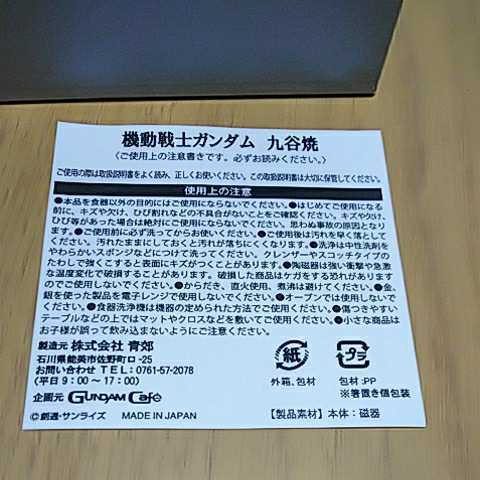 機動戦士ガンダム 九谷焼
〈ご使用上の注意書きです。必ずお読みください。〉
ご使用の際は取扱説明書をよく読み、正しくお使いください。この取扱説明書は大切に保管してください。
使用上の注意
●本品を食器以外の目的にはご使用にならないでください。●はじめてご使用になる
前に、キズや欠け、ひび割れなどの不具合がないことをご確認ください。キズや欠け、
ひび等があった場合は絶対にご使用にならないでください。思わぬ事故の原因となり
ます。●ご使用前に必ず洗ってからお使いください。●ご使用後は汚れを早く落として
ください。汚れたままにしておくと汚れが落ちにくくなります。●洗浄は中性洗剤を
やわらかいスポンジなどにつけて洗ってください。クレンザーやスコッチタイプのた
わしで強くこすると表面にキズがつくことがあります。●陶磁器は強い衝撃や急激
な温度変化で破損することがあります。破損した商品はケガをする恐れがあります
のでご使用しないでください。●からだき、直火使用、煮沸は避けてください。●金、
銀を使った製品を電子レンジで使用しないでください。●オーブンでは使用しない
でください。●食器洗浄機は機器の定められた方法でご使用ください。●傷つきやすい
テーブルなどの上ではマットやクロスなどを敷いてご使用ください。●小さな商品は
お子様が誤って飲み込まないようにご注意ください。
製造元 株式会社 青郊
石川県能美市佐野町ロ-25
お問い合わせ TEL 0761-57-2078
(平日 9:00〜17:00)
企画元 GUNDAM Café
©創通・サンライズ MADE IN JAPAN
紙
外箱、包材
プラ
包材:PP
※箸置き個包装
【製品素材】本体:磁器